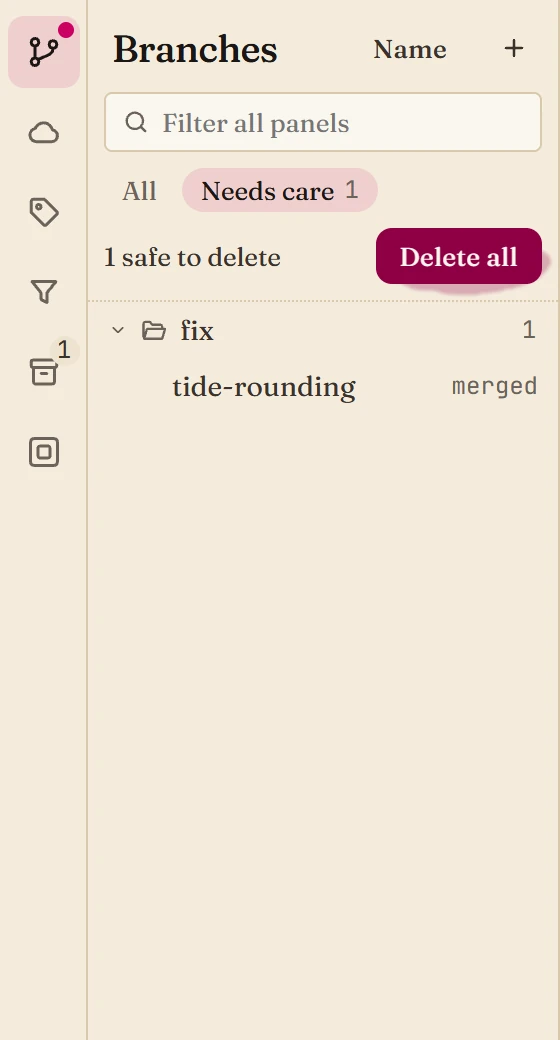 Branches Name +
Filter all panels
All Needs care 1
1 safe to delete Delete all
fix 1
1
tide-rounding merged